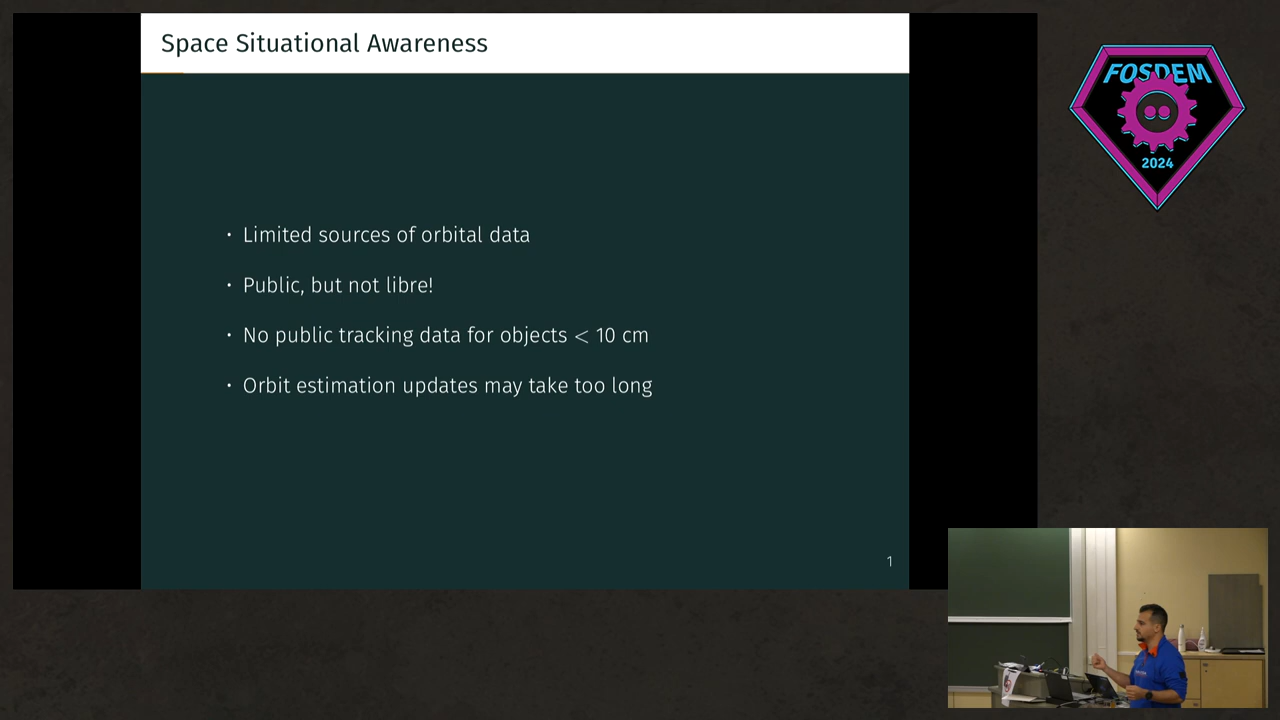 Space Situational Awareness
FOSDEM
2024
• Limited sources of orbital data
• Public, but not libre!
• No public tracking data for objects < 10 cm
• Orbit estimation updates may take too long
1